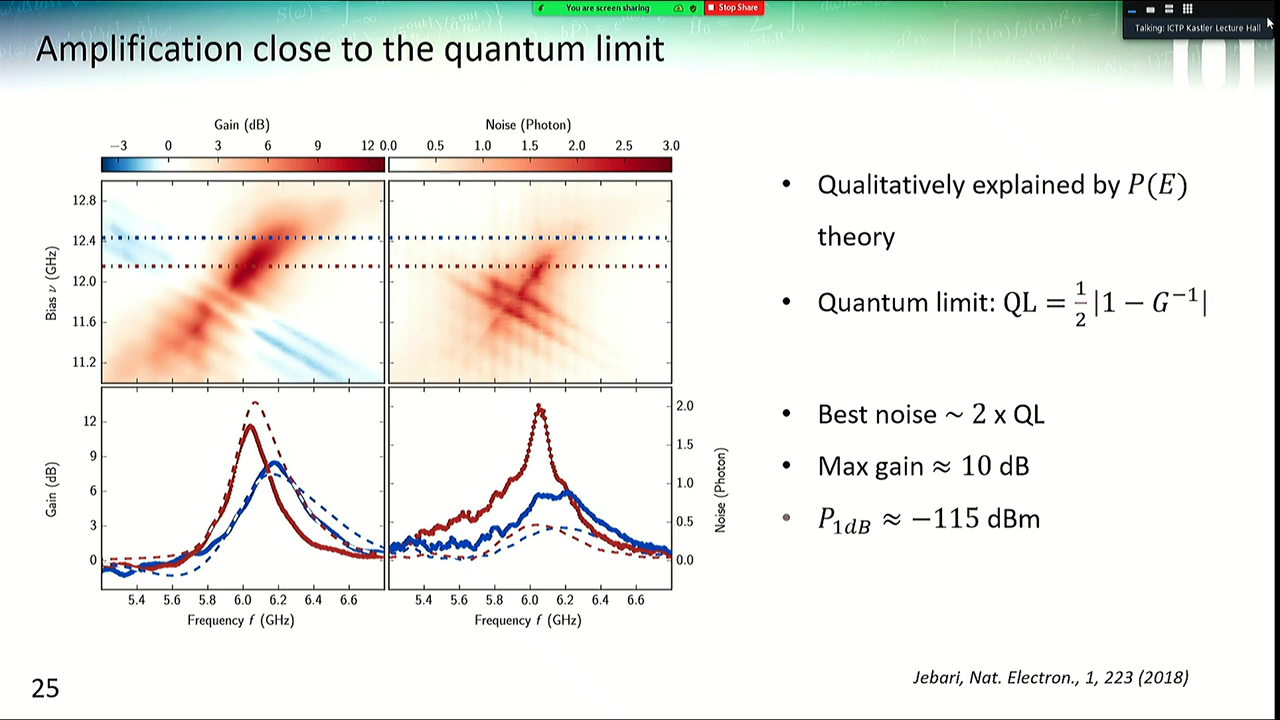 You are screen sharing
Stop Share
Talking: ICTP Kastler Lecture Hall
Amplification close to the quantum limit
Gain (dB)
Noise (Photon)
−3 0 3 6 9 12 0.0 0.5 1.0 1.5 2.0 2.5 3.0
12.8
12.4
12.0
11.6
11.2
Bias ν (GHz)
12
9
6
3
0
Gain (dB)
2.0
1.5
1.0
0.5
0.0
Noise (Photon)
5.4 5.6 5.8 6.0 6.2 6.4 6.6
5.4 5.6 5.8 6.0 6.2 6.4 6.6
Frequency f (GHz)
Frequency f (GHz)
• Qualitatively explained by P(E)
theory
• Quantum limit: QL = 1/2 |1 − G⁻¹|
• Best noise ~ 2 x QL
• Max gain ≈ 10 dB
• P1dB ≈ −115 dBm
Jebari, Nat. Electron., 1, 223 (2018)
25